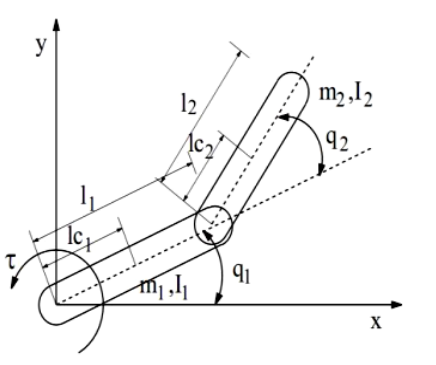 y
m₂,I₂
l₂
q₂
lc₂
l₁
lc₁
τ
m₁,I₁
q₁
x